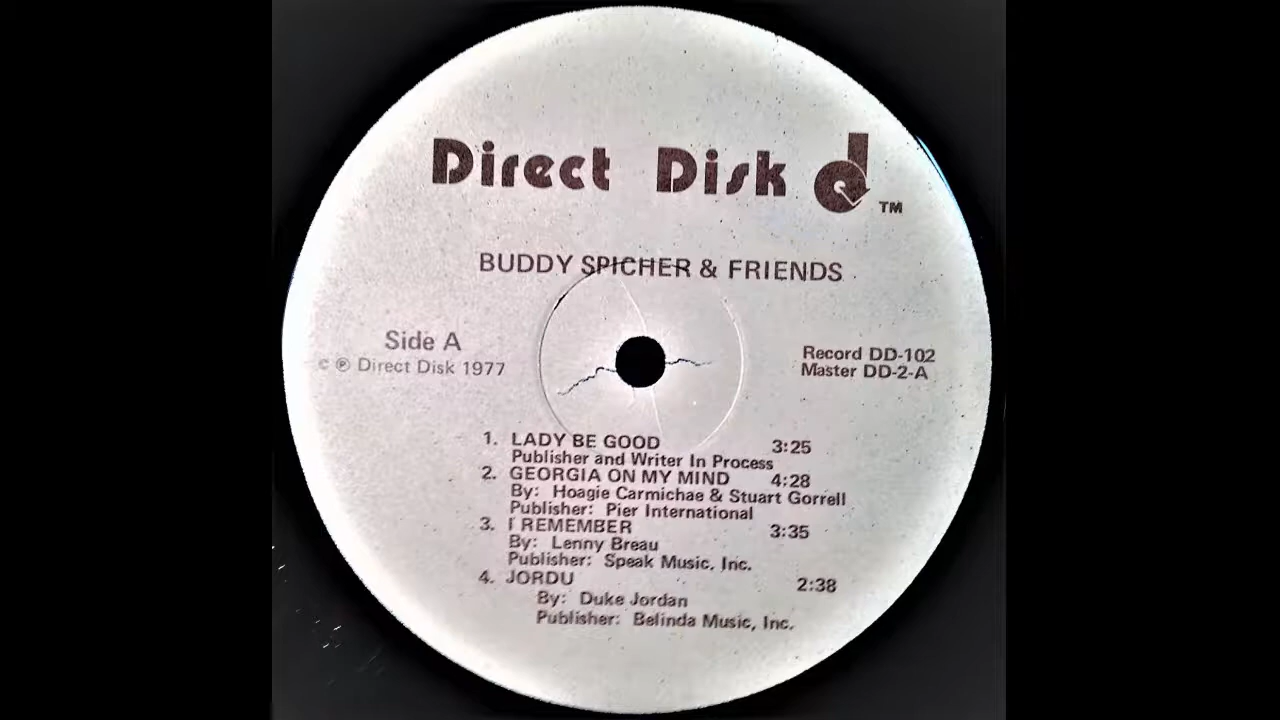 Direct Disk d TM
BUDDY SPICHER & FRIENDS
Side A
© ℗ Direct Disk 1977
Record DD-102
Master DD-2-A
1. LADY BE GOOD 3:25
Publisher and Writer In Process
2. GEORGIA ON MY MIND 4:28
By: Hoagie Carmichae & Stuart Gorrell
Publisher: Pier International
3. I REMEMBER 3:35
By: Lenny Breau
Publisher: Speak Music, Inc.
4. JORDU 2:38
By: Duke Jordan
Publisher: Belinda Music, Inc.